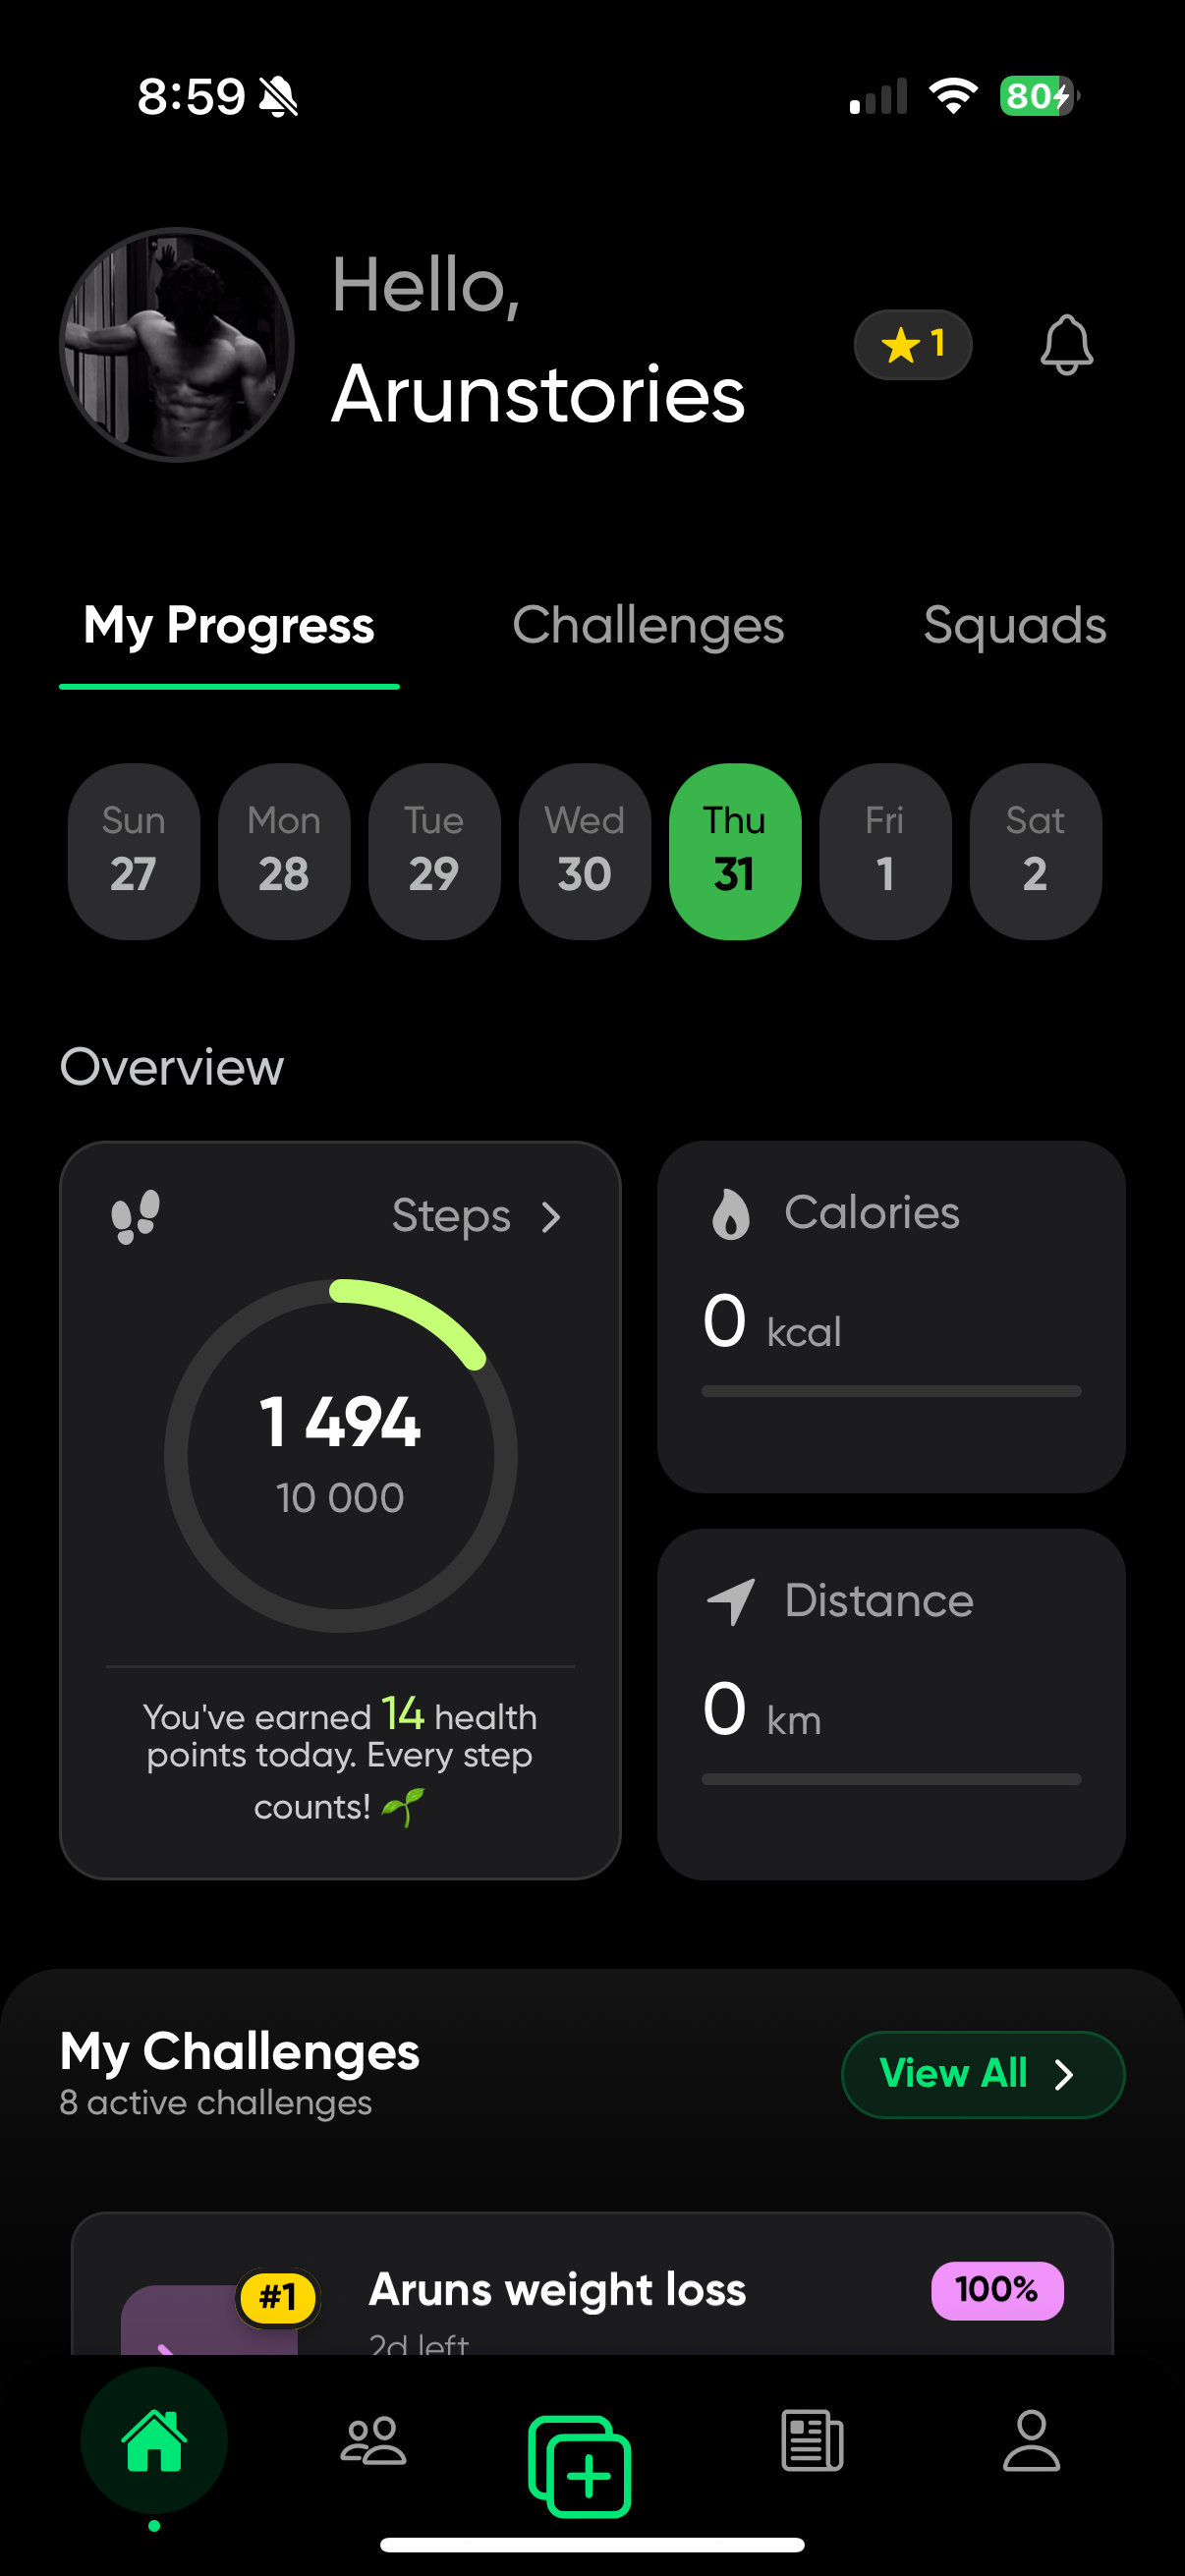 8:59
80
Hello,
Arunstories
1
My Progress
Challenges
Squads
Sun
27
Mon
28
Tue
29
Wed
30
Thu
31
Fri
1
Sat
2
Overview
Steps
1 494
10 000
You've earned 14 health
points today. Every step
counts! 🌱
Calories
0 kcal
Distance
0 km
My Challenges
8 active challenges
View All
#1
Aruns weight loss
100%
2d left